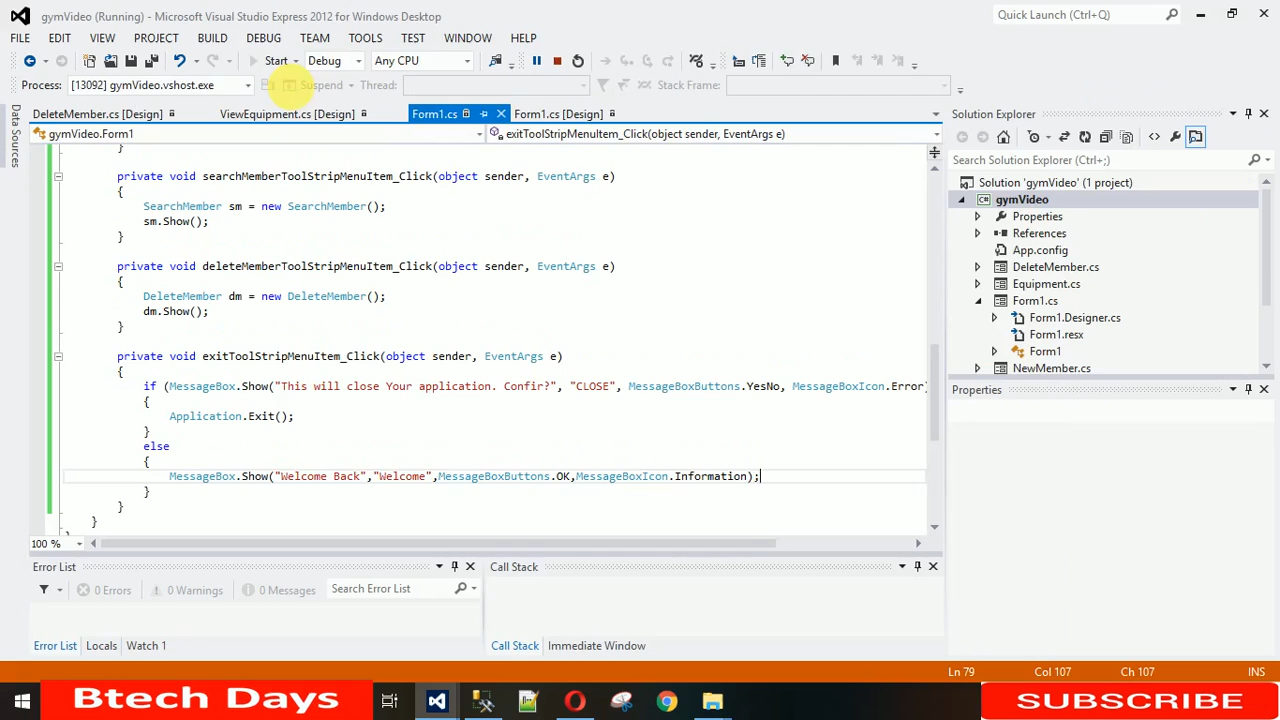 gymVideo (Running) - Microsoft Visual Studio Express 2012 for Windows Desktop
Quick Launch (Ctrl+Q)
FILE EDIT VIEW PROJECT BUILD DEBUG TEAM TOOLS TEST WINDOW HELP
Start Debug Any CPU
Process: [13092] gymVideo.vshost.exe Suspend Thread: Stack Frame:
Data Sources
DeleteMember.cs [Design] ViewEquipment.cs [Design] Form1.cs Form1.cs [Design]
gymVideo.Form1 exitToolStripMenuItem_Click(object sender, EventArgs e)
}
private void searchMemberToolStripMenuItem_Click(object sender, EventArgs e)
{
SearchMember sm = new SearchMember();
sm.Show();
}
private void deleteMemberToolStripMenuItem_Click(object sender, EventArgs e)
{
DeleteMember dm = new DeleteMember();
dm.Show();
}
private void exitToolStripMenuItem_Click(object sender, EventArgs e)
{
if (MessageBox.Show("This will close Your application. Confir?", "CLOSE", MessageBoxButtons.YesNo, MessageBoxIcon.Error)
{
Application.Exit();
}
else
{
MessageBox.Show("Welcome Back","Welcome",MessageBoxButtons.OK,MessageBoxIcon.Information);
}
}
}
100 %
Solution Explorer
Search Solution Explorer (Ctrl+;)
Solution 'gymVideo' (1 project)
gymVideo
Properties
References
App.config
DeleteMember.cs
Equipment.cs
Form1.cs
Form1.Designer.cs
Form1.resx
Form1
NewMember.cs
Properties
Error List
0 Errors 0 Warnings 0 Messages Search Error List
Error List Locals Watch 1
Call Stack
Call Stack Immediate Window
Ln 79 Col 107 Ch 107 INS
Btech Days
SUBSCRIBE